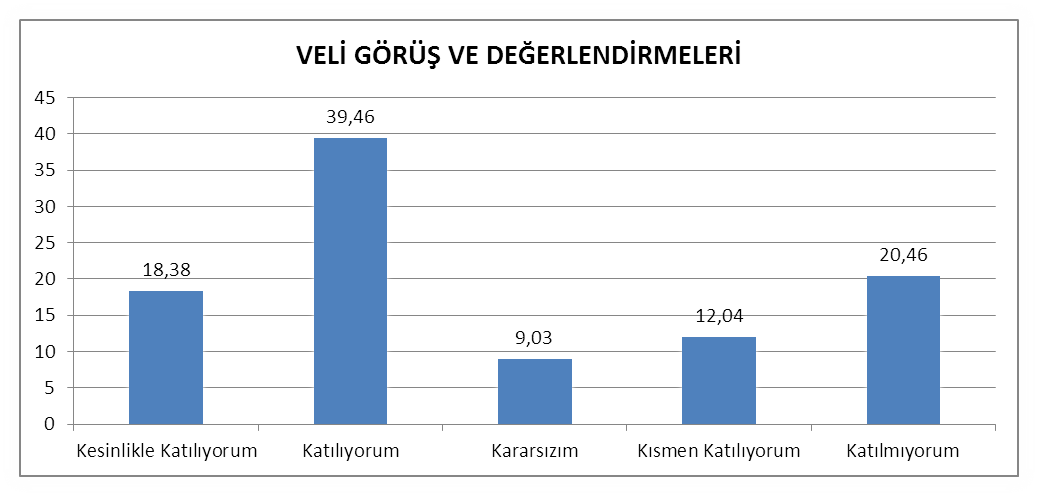 VELİ GÖRÜŞ VE DEĞERLENDİRMELERİ
45
40
35
30
25
20
15
10
5
0
18,38
39,46
9,03
12,04
20,46
Kesinlikle Katılıyorum
Katılıyorum
Kararsızım
Kısmen Katılıyorum
Katılmıyorum